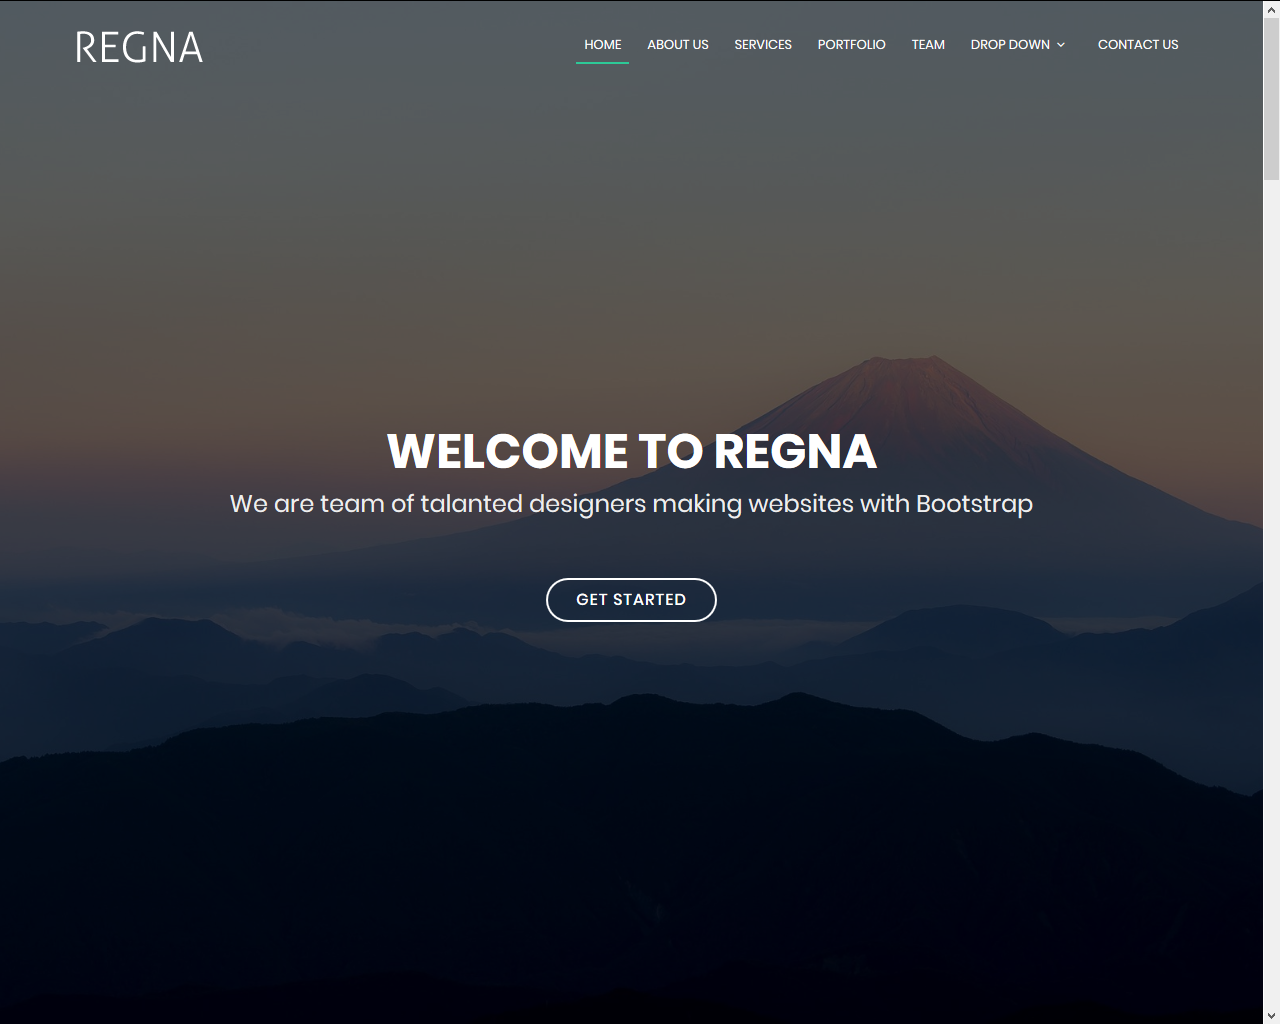 REGNA
HOME ABOUT US SERVICES PORTFOLIO TEAM DROP DOWN CONTACT US
WELCOME TO REGNA
We are team of talanted designers making websites with Bootstrap
GET STARTED